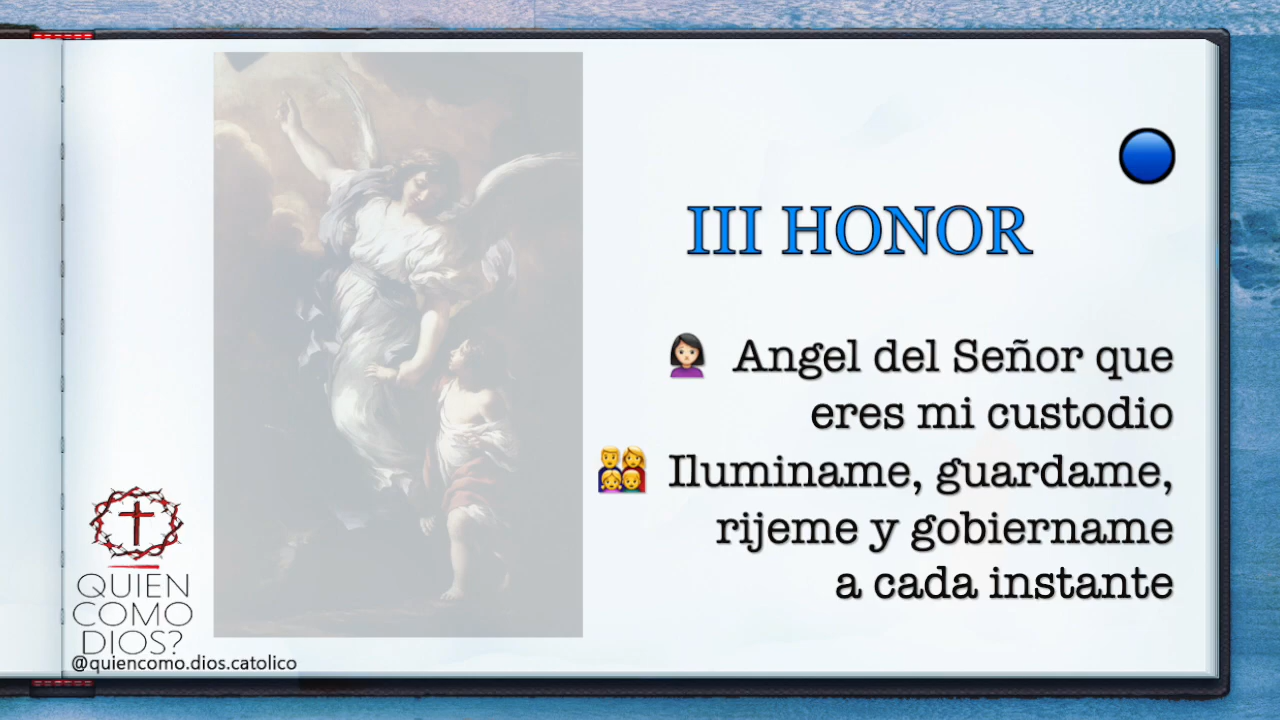 III HONOR
Angel del Señor que
eres mi custodio
Iluminame, guardame,
rijeme y gobiername
a cada instante
QUIEN
COMO
DIOS?
@quiencomo.dios.catolico